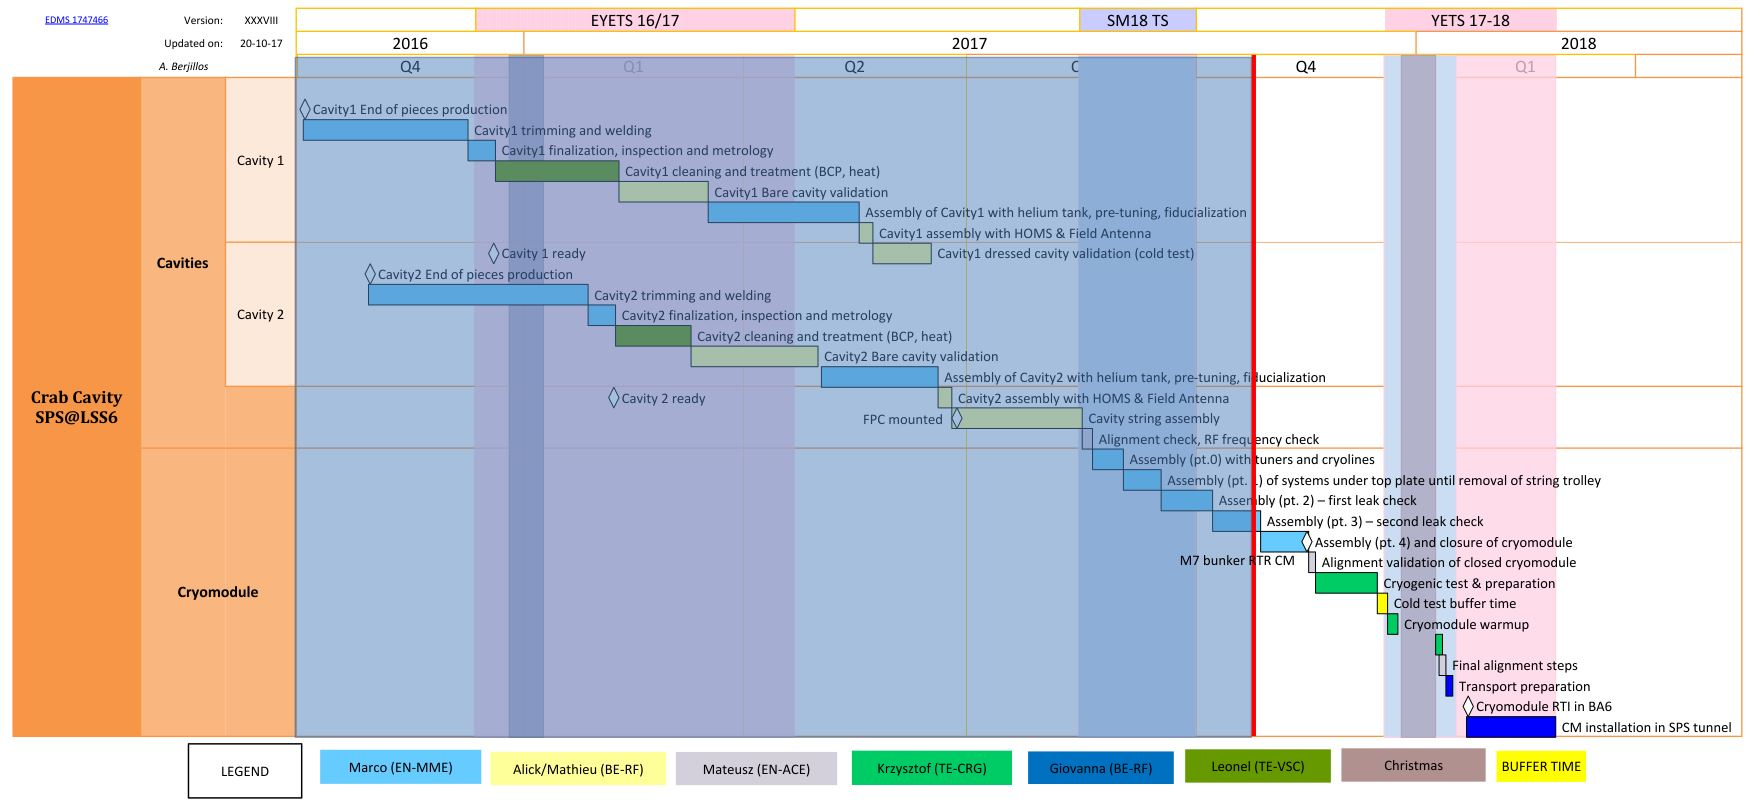 EDMS 1747466
Version: XXXVIII
EYETS 16/17
SM18 TS
YETS 17-18
Updated on: 20-10-17
2016
2017
2018
A. Berjillos
Q4
Q1
Q2
Q4
Q1
Cavity1 End of pieces production
Cavity1 trimming and welding
Cavity1 finalization, inspection and metrology
Cavity 1
Cavity1 cleaning and treatment (BCP, heat)
Cavity1 Bare cavity validation
Assembly of Cavity1 with helium tank, pre-tuning, fiducialization
Cavity1 assembly with HOMS & Field Antenna
Cavity 1 ready
Cavity1 dressed cavity validation (cold test)
Cavities
Cavity2 End of pieces production
Cavity2 trimming and welding
Cavity 2
Cavity2 finalization, inspection and metrology
Cavity2 cleaning and treatment (BCP, heat)
Cavity2 Bare cavity validation
Assembly of Cavity2 with helium tank, pre-tuning, fiducialization
Crab Cavity
SPS@LSS6
Cavity 2 ready
Cavity2 assembly with HOMS & Field Antenna
FPC mounted
Cavity string assembly
Alignment check, RF frequency check
Assembly (pt.0) with tuners and cryolines
Assembly (pt. 1) of systems under top plate until removal of string trolley
Assembly (pt. 2) – first leak check
Assembly (pt. 3) – second leak check
Assembly (pt. 4) and closure of cryomodule
M7 bunker RTR CM
Alignment validation of closed cryomodule
Cryogenic test & preparation
Cryomodule
Cold test buffer time
Cryomodule warmup
Final alignment steps
Transport preparation
Cryomodule RTI in BA6
CM installation in SPS tunnel
LEGEND
Marco (EN-MME)
Alick/Mathieu (BE-RF)
Mateusz (EN-ACE)
Krzysztof (TE-CRG)
Giovanna (BE-RF)
Leonel (TE-VSC)
Christmas
BUFFER TIME